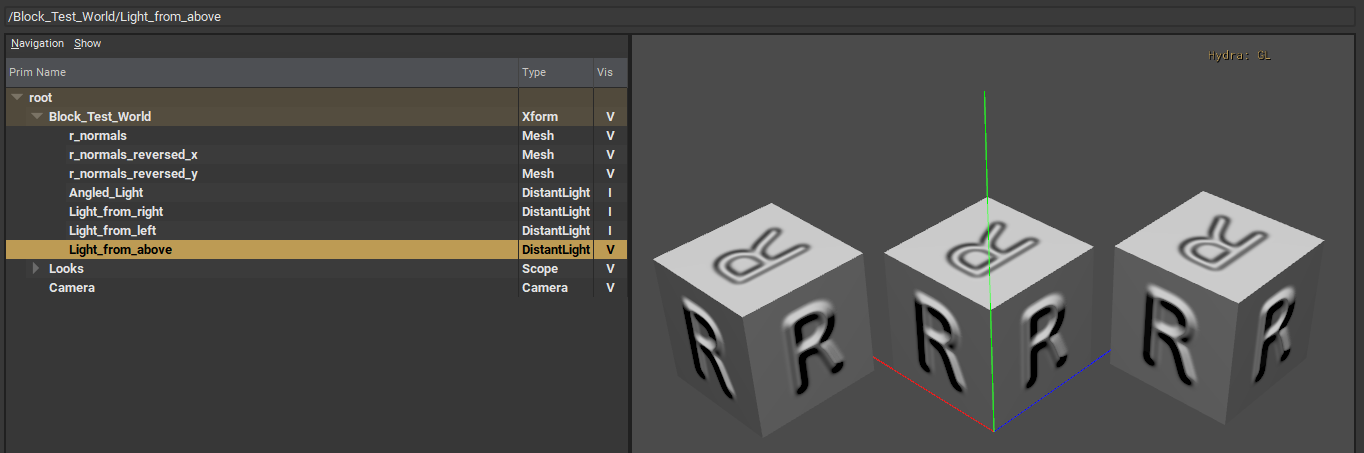 /Block_Test_World/Light_from_above
Navigation Show
Prim Name Type Vis
root
Block_Test_World Xform V
r_normals Mesh V
r_normals_reversed_x Mesh V
r_normals_reversed_y Mesh V
Angled_Light DistantLight I
Light_from_right DistantLight I
Light_from_left DistantLight I
Light_from_above DistantLight V
Looks Scope V
Camera Camera V
Hydra: GL
R R R
R R R R R R